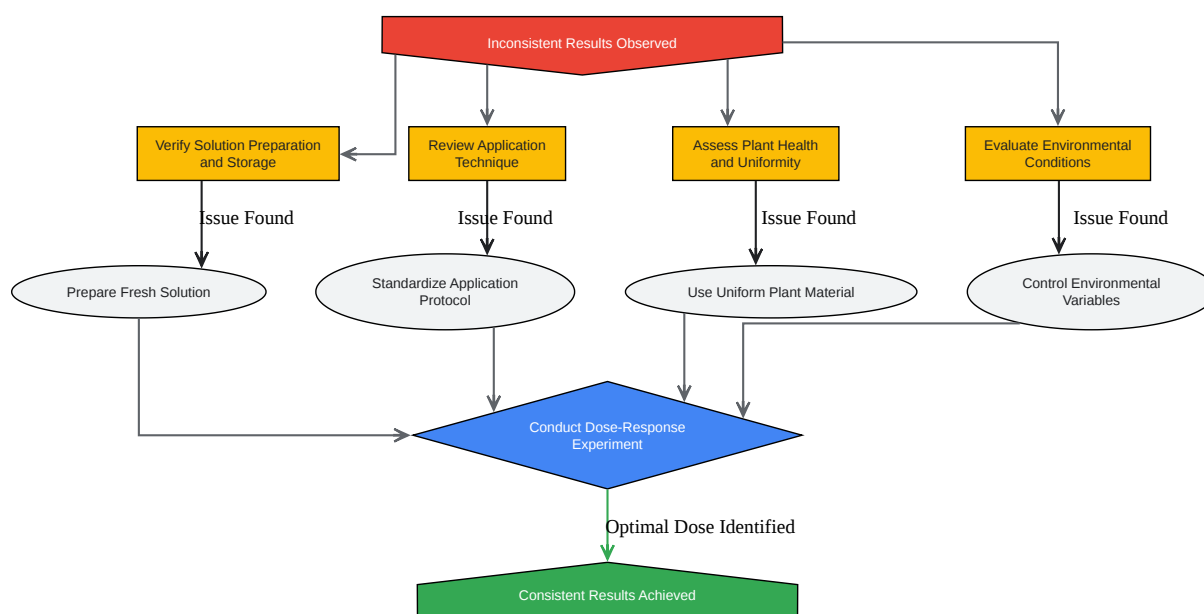 Inconsistent Results Observed
Verify Solution Preparation
and Storage
Review Application
Technique
Assess Plant Health
and Uniformity
Evaluate Environmental
Conditions
Issue Found
Issue Found
Issue Found
Issue Found
Prepare Fresh Solution
Standardize Application
Protocol
Use Uniform Plant Material
Control Environmental
Variables
Conduct Dose-Response
Experiment
Optimal Dose Identified
Consistent Results Achieved